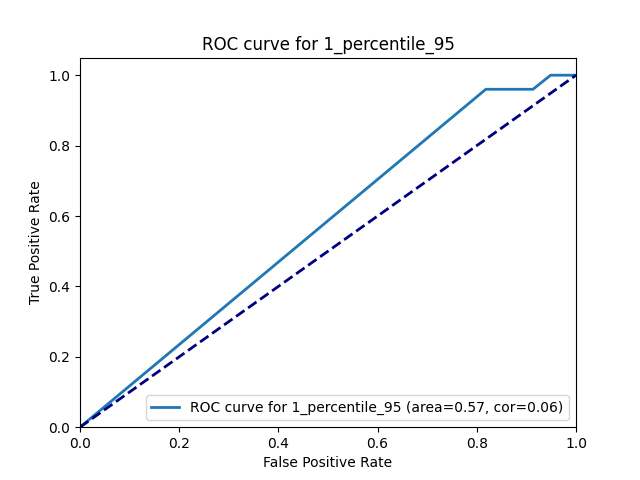 ROC curve for 1_percentile_95
1.0
0.8
0.6
0.4
0.2
0.0
True Positive Rate
ROC curve for 1_percentile_95 (area=0.57, cor=0.06)
0.0 0.2 0.4 0.6 0.8 1.0
False Positive Rate